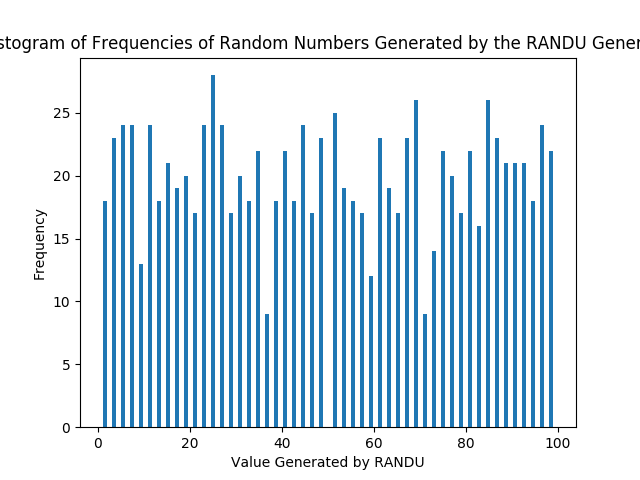 stogram of Frequencies of Random Numbers Generated by the RANDU Gener
25
20
15
10
5
0
Frequency
0 20 40 60 80 100
Value Generated by RANDU